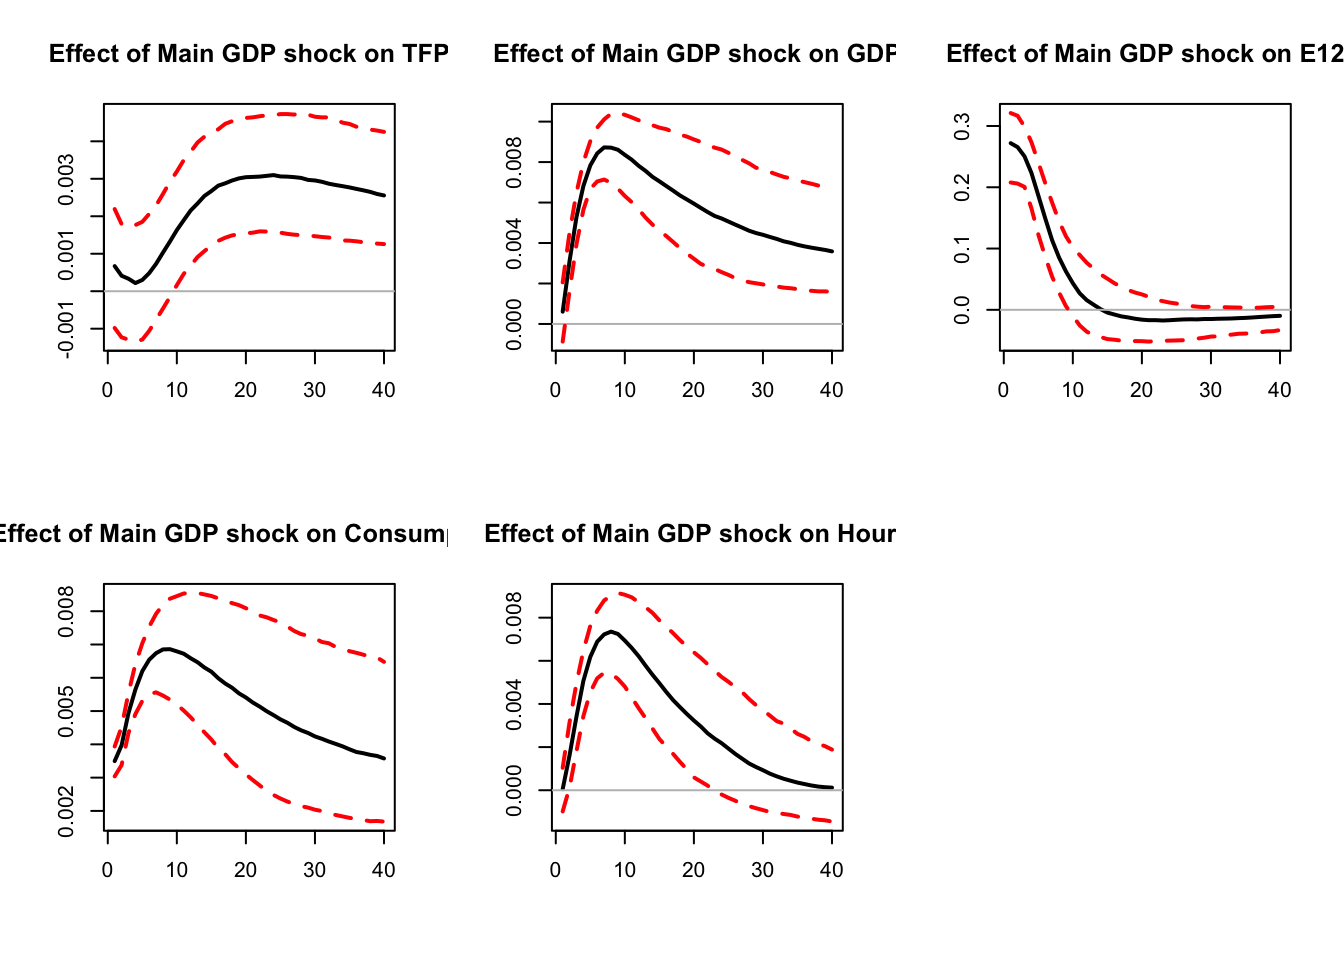 Effect of Main GDP shock on TFP
-0.001 0.001 0.003
0 10 20 30 40
Effect of Main GDP shock on GDP
0.000 0.004 0.008
0 10 20 30 40
Effect of Main GDP shock on E12
0.0 0.1 0.2 0.3
0 10 20 30 40
Effect of Main GDP shock on Consum
0.002 0.005 0.008
0 10 20 30 40
Effect of Main GDP shock on Hour
0.000 0.004 0.008
0 10 20 30 40